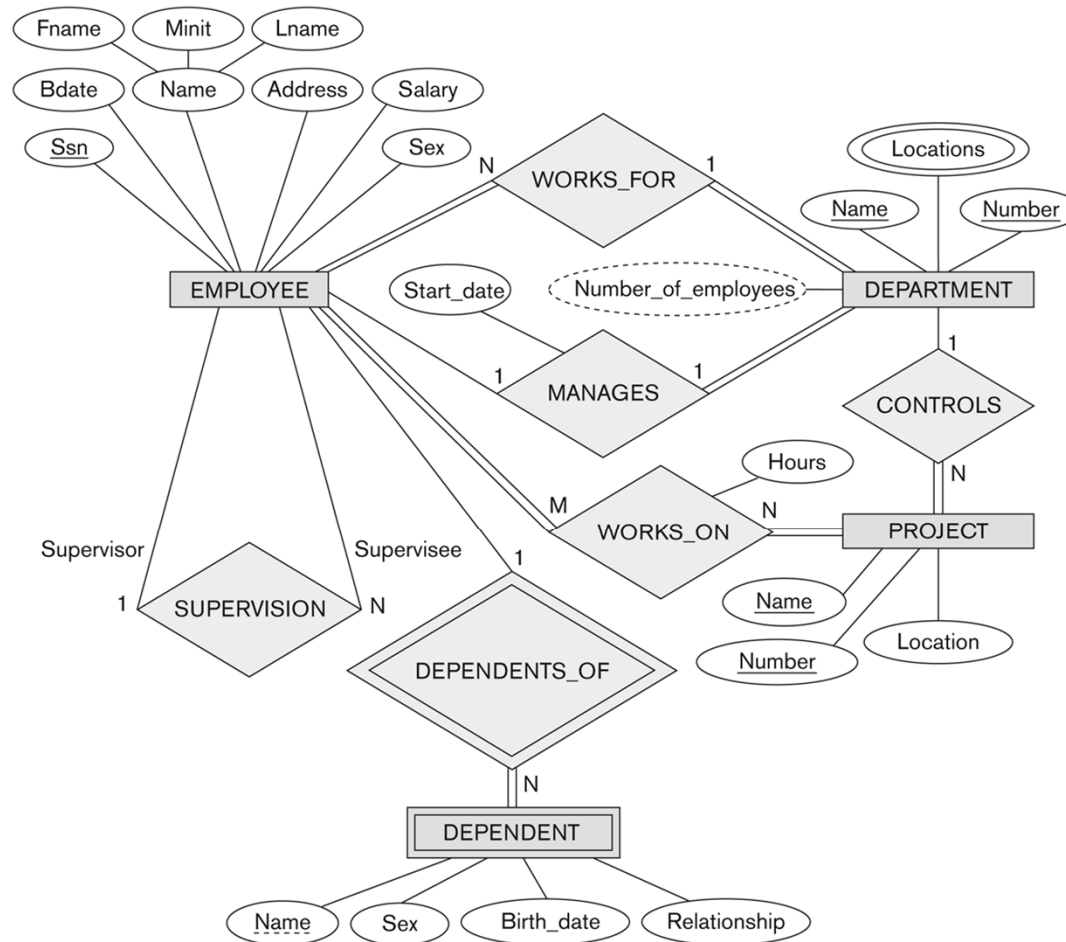 Fname
Minit
Lname
Bdate
Name
Address
Salary
Ssn
Sex
WORKS_FOR
N
1
Locations
Name
Number
EMPLOYEE
Start_date
Number_of_employees
DEPARTMENT
1
MANAGES
1
1
CONTROLS
N
Hours
M
WORKS_ON
N
PROJECT
Supervisor
Supervisee
1
SUPERVISION
N
1
Name
Number
Location
DEPENDENTS_OF
N
DEPENDENT
Name
Sex
Birth_date
Relationship